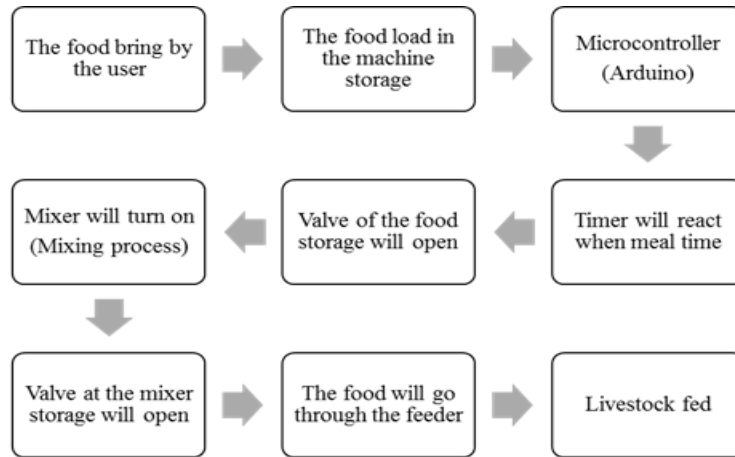 The food bring by
the user
The food load in
the machine
storage
Microcontroller
(Arduino)
Timer will react
when meal time
Valve of the food
storage will open
Mixer will turn on
(Mixing process)
Valve at the mixer
storage will open
The food will go
through the feeder
Livestock fed